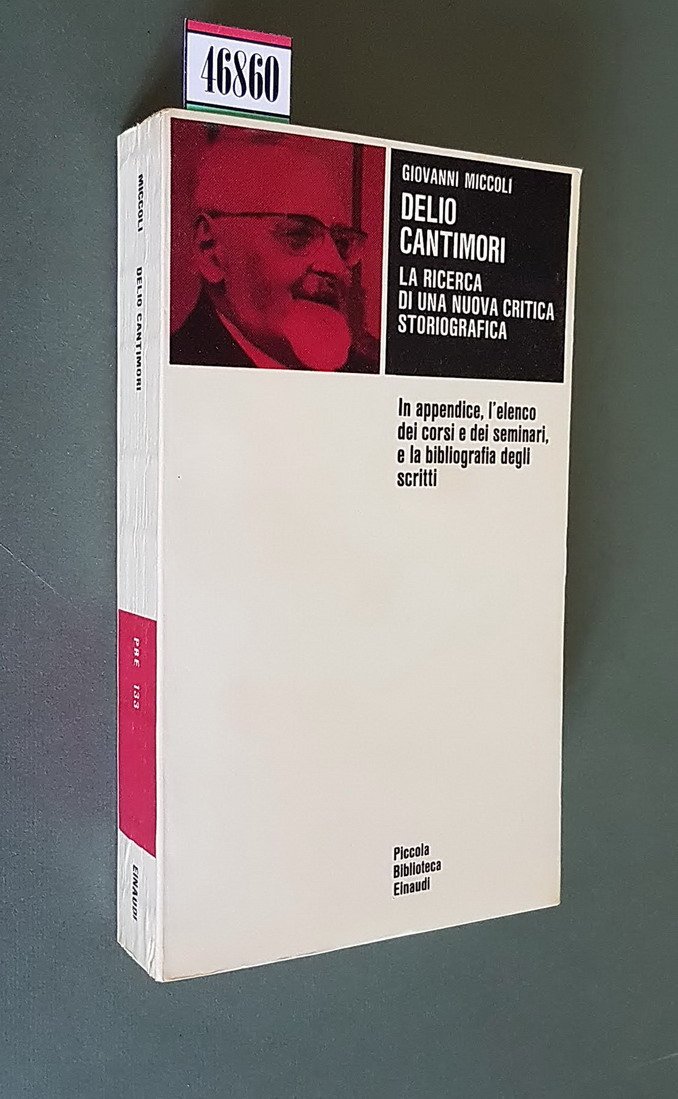 46860
GIOVANNI MICCOLI
DELIO
CANTIMORI
LA RICERCA
DI UNA NUOVA CRITICA
STORIOGRAFICA
In appendice, l'elenco
dei corsi e dei seminari,
e la bibliografia degli
scritti
Piccola
Biblioteca
Einaudi
MICCOLI DELIO CANTIMORI
PBE 133
EINAUDI